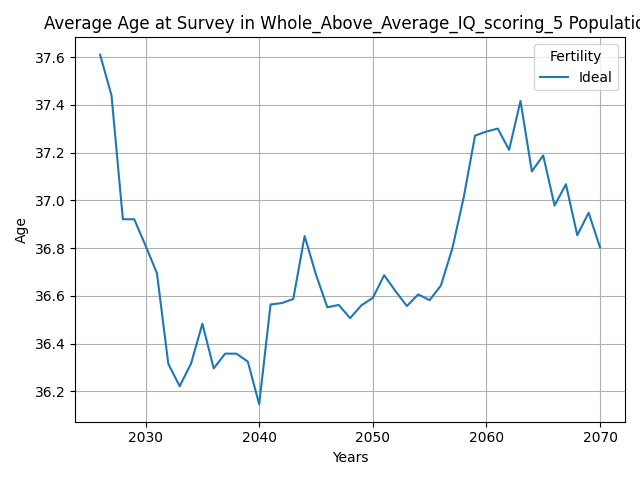 Average Age at Survey in Whole_Above_Average_IQ_scoring_5 Populatio
Fertility
Ideal
37.6
37.4
37.2
37.0
36.8
36.6
36.4
36.2
Age
2030 2040 2050 2060 2070
Years